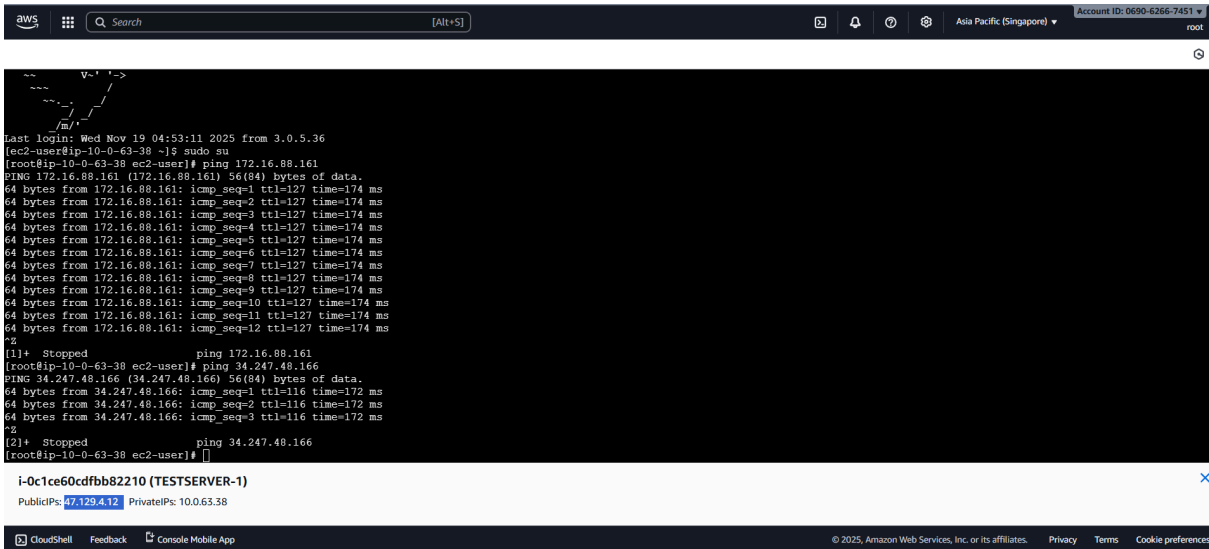 aws Search [Alt+S] Asia Pacific (Singapore) ▼ Account ID: 0690-6266-7451 ▼
root
~~ V~' '->
~~~ /
~~._. _/
_/ _/
_/m/'
Last login: Wed Nov 19 04:53:11 2025 from 3.0.5.36
[ec2-user@ip-10-0-63-38 ~]$ sudo su
[root@ip-10-0-63-38 ec2-user]# ping 172.16.88.161
PING 172.16.88.161 (172.16.88.161) 56(84) bytes of data.
64 bytes from 172.16.88.161: icmp_seq=1 ttl=127 time=174 ms
64 bytes from 172.16.88.161: icmp_seq=2 ttl=127 time=174 ms
64 bytes from 172.16.88.161: icmp_seq=3 ttl=127 time=174 ms
64 bytes from 172.16.88.161: icmp_seq=4 ttl=127 time=174 ms
64 bytes from 172.16.88.161: icmp_seq=5 ttl=127 time=174 ms
64 bytes from 172.16.88.161: icmp_seq=6 ttl=127 time=174 ms
64 bytes from 172.16.88.161: icmp_seq=7 ttl=127 time=174 ms
64 bytes from 172.16.88.161: icmp_seq=8 ttl=127 time=174 ms
64 bytes from 172.16.88.161: icmp_seq=9 ttl=127 time=174 ms
64 bytes from 172.16.88.161: icmp_seq=10 ttl=127 time=174 ms
64 bytes from 172.16.88.161: icmp_seq=11 ttl=127 time=174 ms
64 bytes from 172.16.88.161: icmp_seq=12 ttl=127 time=174 ms
^Z
[1]+ Stopped ping 172.16.88.161
[root@ip-10-0-63-38 ec2-user]# ping 34.247.48.166
PING 34.247.48.166 (34.247.48.166) 56(84) bytes of data.
64 bytes from 34.247.48.166: icmp_seq=1 ttl=116 time=172 ms
64 bytes from 34.247.48.166: icmp_seq=2 ttl=116 time=172 ms
64 bytes from 34.247.48.166: icmp_seq=3 ttl=116 time=172 ms
^Z
[2]+ Stopped ping 34.247.48.166
[root@ip-10-0-63-38 ec2-user]#
i-0c1ce60cdfbb82210 (TESTSERVER-1)
PublicIPs: 47.129.4.12 PrivateIPs: 10.0.63.38
CloudShell Feedback Console Mobile App © 2025, Amazon Web Services, Inc. or its affiliates. Privacy Terms Cookie preferences